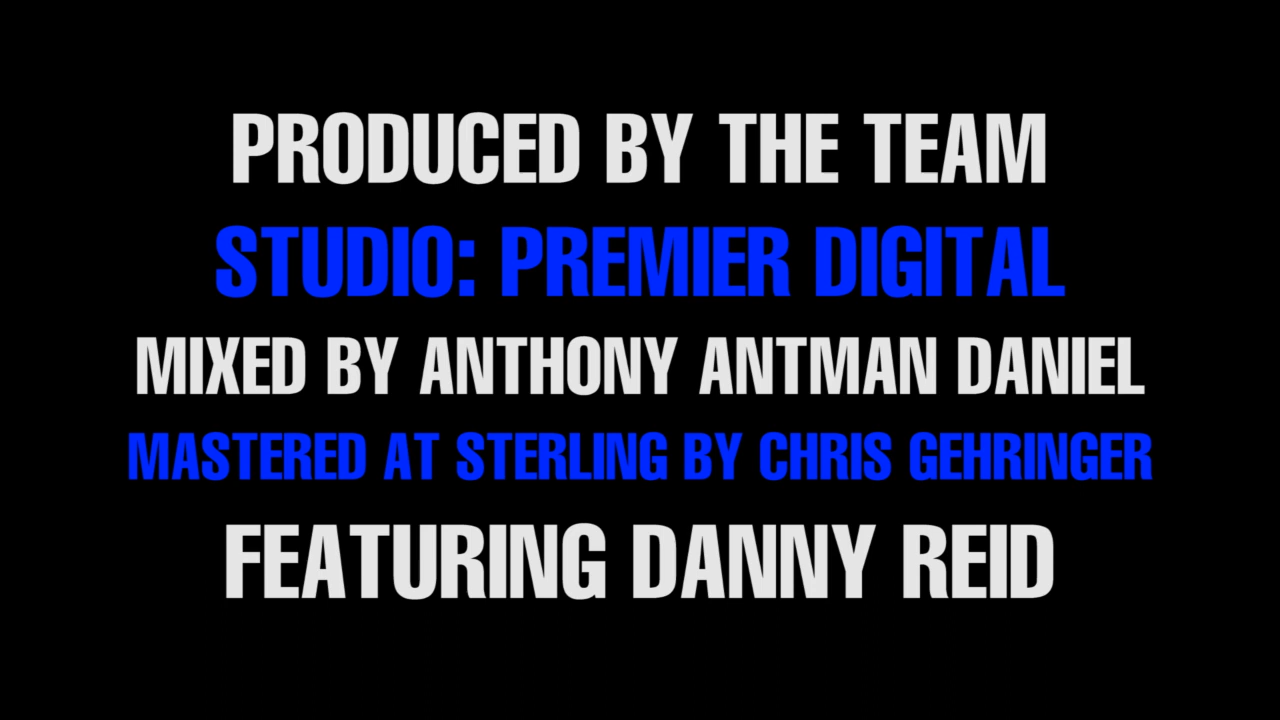 PRODUCED BY THE TEAM
STUDIO: PREMIER DIGITAL
MIXED BY ANTHONY ANTMAN DANIEL
MASTERED AT STERLING BY CHRIS GEHRINGER
FEATURING DANNY REID